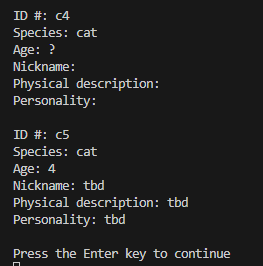 ID #: c4
Species: cat
Age: ?
Nickname:
Physical description:
Personality:
ID #: c5
Species: cat
Age: 4
Nickname: tbd
Physical description: tbd
Personality: tbd
Press the Enter key to continue